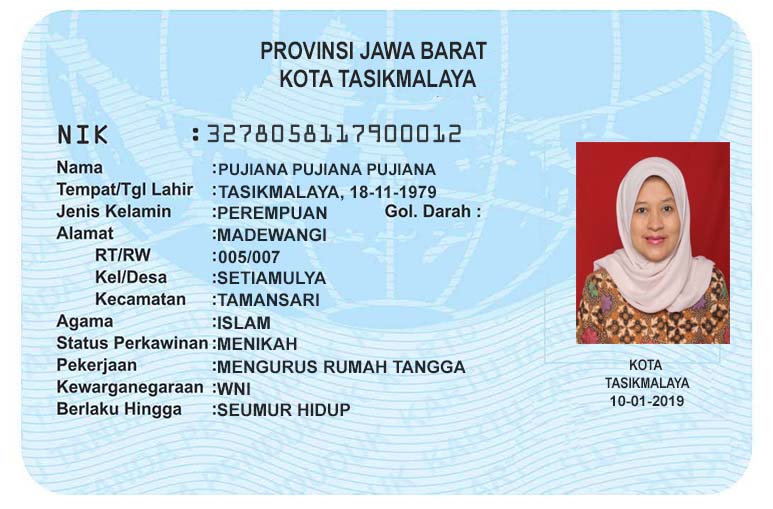 PROVINSI JAWA BARAT
KOTA TASIKMALAYA
NIK : 3278058117900012
Nama : PUJIANA PUJIANA PUJIANA
Tempat/Tgl Lahir : TASIKMALAYA, 18-11-1979
Jenis Kelamin : PEREMPUAN Gol. Darah :
Alamat : MADEWANGI
RT/RW : 005/007
Kel/Desa : SETIAMULYA
Kecamatan : TAMANSARI
Agama : ISLAM
Status Perkawinan : MENIKAH
Pekerjaan : MENGURUS RUMAH TANGGA
Kewarganegaraan : WNI
Berlaku Hingga : SEUMUR HIDUP
KOTA
TASIKMALAYA
10-01-2019